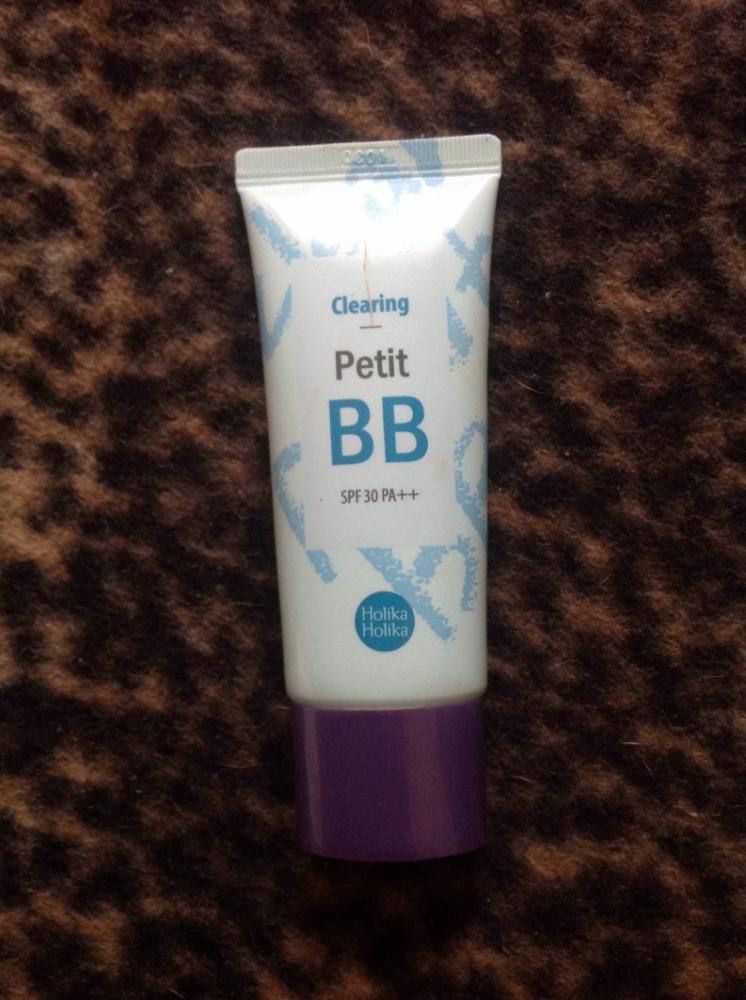 Clearing
Petit
BB
SPF 30 PA++
Holika
Holika